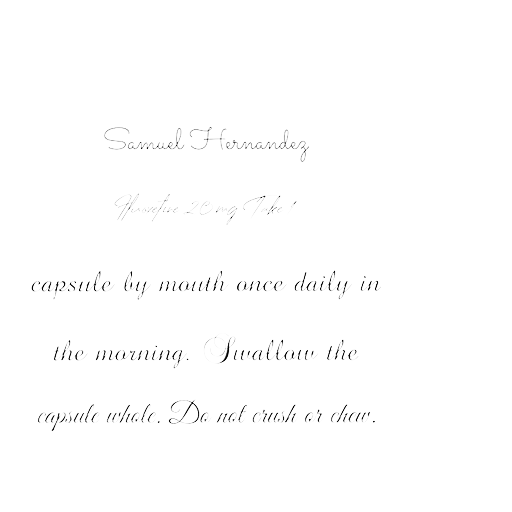 Samuel Hernandez
20 mg Take 1
capsule by mouth once daily in
the morning. Swallow the
capsule whole. Do not crush or chew.